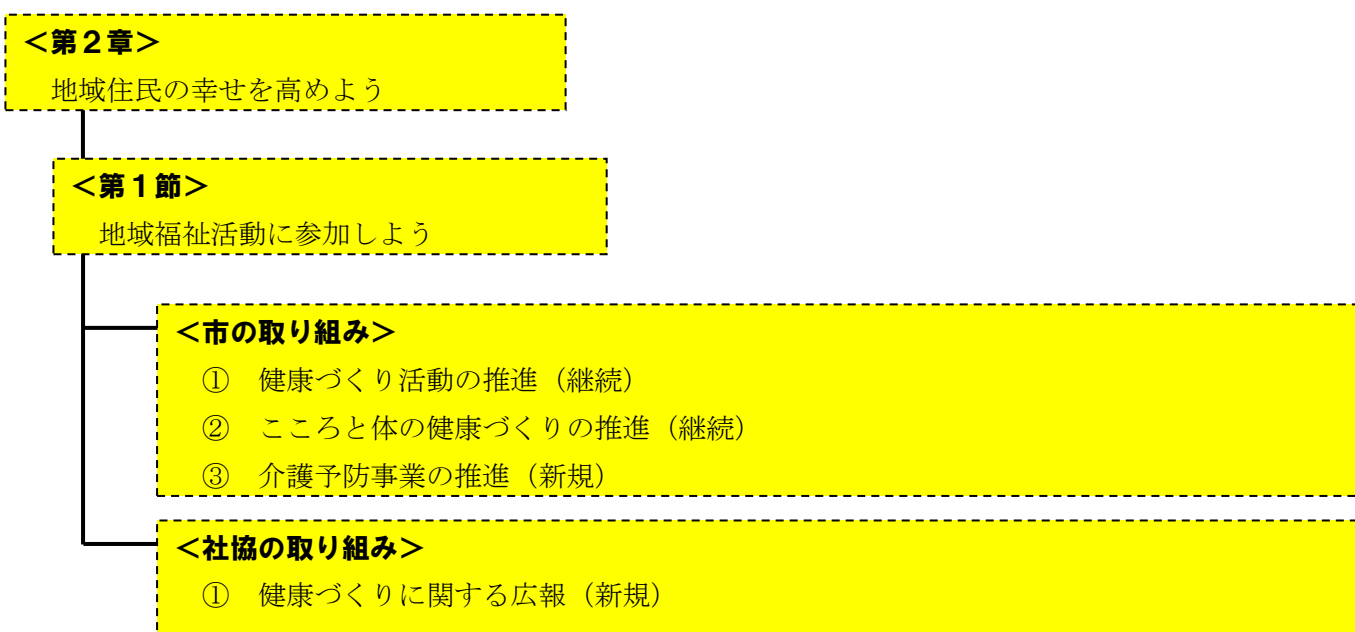 <第2章>
地域住民の幸せを高めよう
<第1節>
地域福祉活動に参加しよう
<市の取り組み>
① 健康づくり活動の推進（継続）
② こころと体の健康づくりの推進（継続）
③ 介護予防事業の推進（新規）
<社協の取り組み>
① 健康づくりに関する広報（新規）